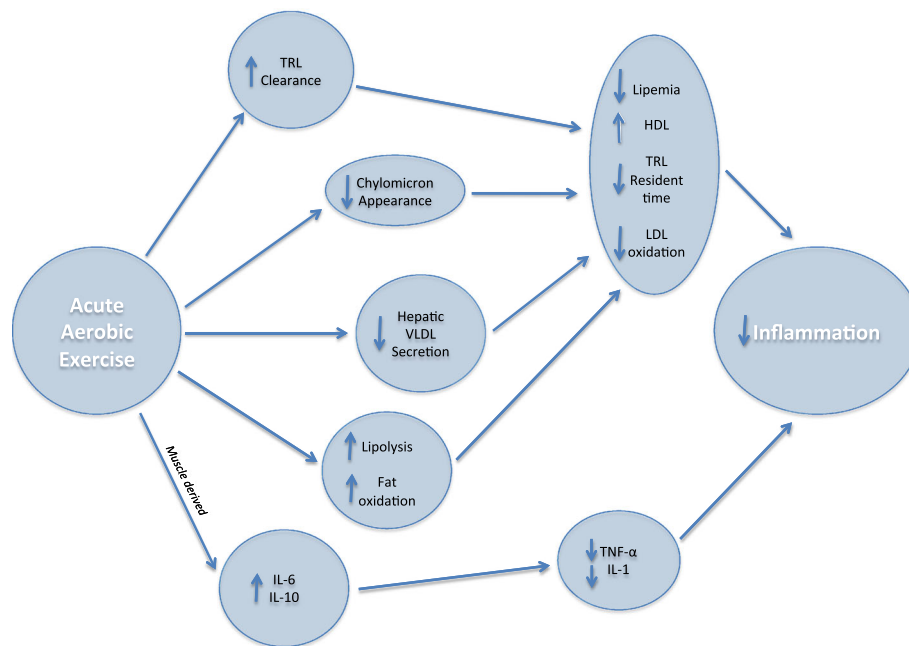 TRL
Clearance
Lipemia
HDL
TRL
Resident
time
LDL
oxidation
Chylomicron
Appearance
Acute
Aerobic
Exercise
Hepatic
VLDL
Secretion
Inflammation
Lipolysis
Fat
oxidation
Muscle derived
IL-6
IL-10
TNF-α
IL-1